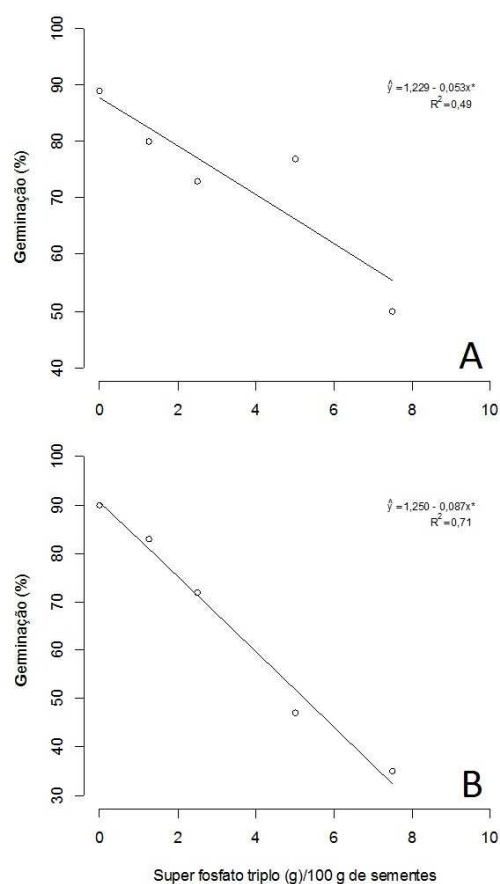 100
90
80
70
60
50
40
Germinação (%)
ŷ = 1,229 - 0,053x*
R² = 0,49
A
0 2 4 6 8 10
100
90
80
70
60
50
40
30
Germinação (%)
ŷ = 1,250 - 0,087x*
R² = 0,71
B
0 2 4 6 8 10
Super fosfato triplo (g)/100 g de sementes